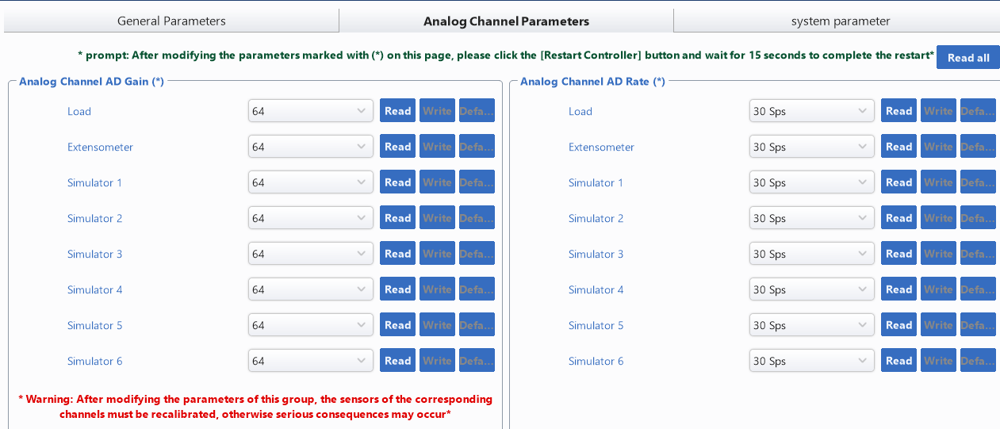 General Parameters Analog Channel Parameters system parameter
* prompt: After modifying the parameters marked with (*) on this page, please click the [Restart Controller] button and wait for 15 seconds to complete the restart* Read all
Analog Channel AD Gain (*)
Load 64 Read Write Defa...
Extensometer 64 Read Write Defa...
Simulator 1 64 Read Write Defa...
Simulator 2 64 Read Write Defa...
Simulator 3 64 Read Write Defa...
Simulator 4 64 Read Write Defa...
Simulator 5 64 Read Write Defa...
Simulator 6 64 Read Write Defa...
* Warning: After modifying the parameters of this group, the sensors of the corresponding
channels must be recalibrated, otherwise serious consequences may occur*
Analog Channel AD Rate (*)
Load 30 Sps Read Write Defa...
Extensometer 30 Sps Read Write Defa...
Simulator 1 30 Sps Read Write Defa...
Simulator 2 30 Sps Read Write Defa...
Simulator 3 30 Sps Read Write Defa...
Simulator 4 30 Sps Read Write Defa...
Simulator 5 30 Sps Read Write Defa...
Simulator 6 30 Sps Read Write Defa...